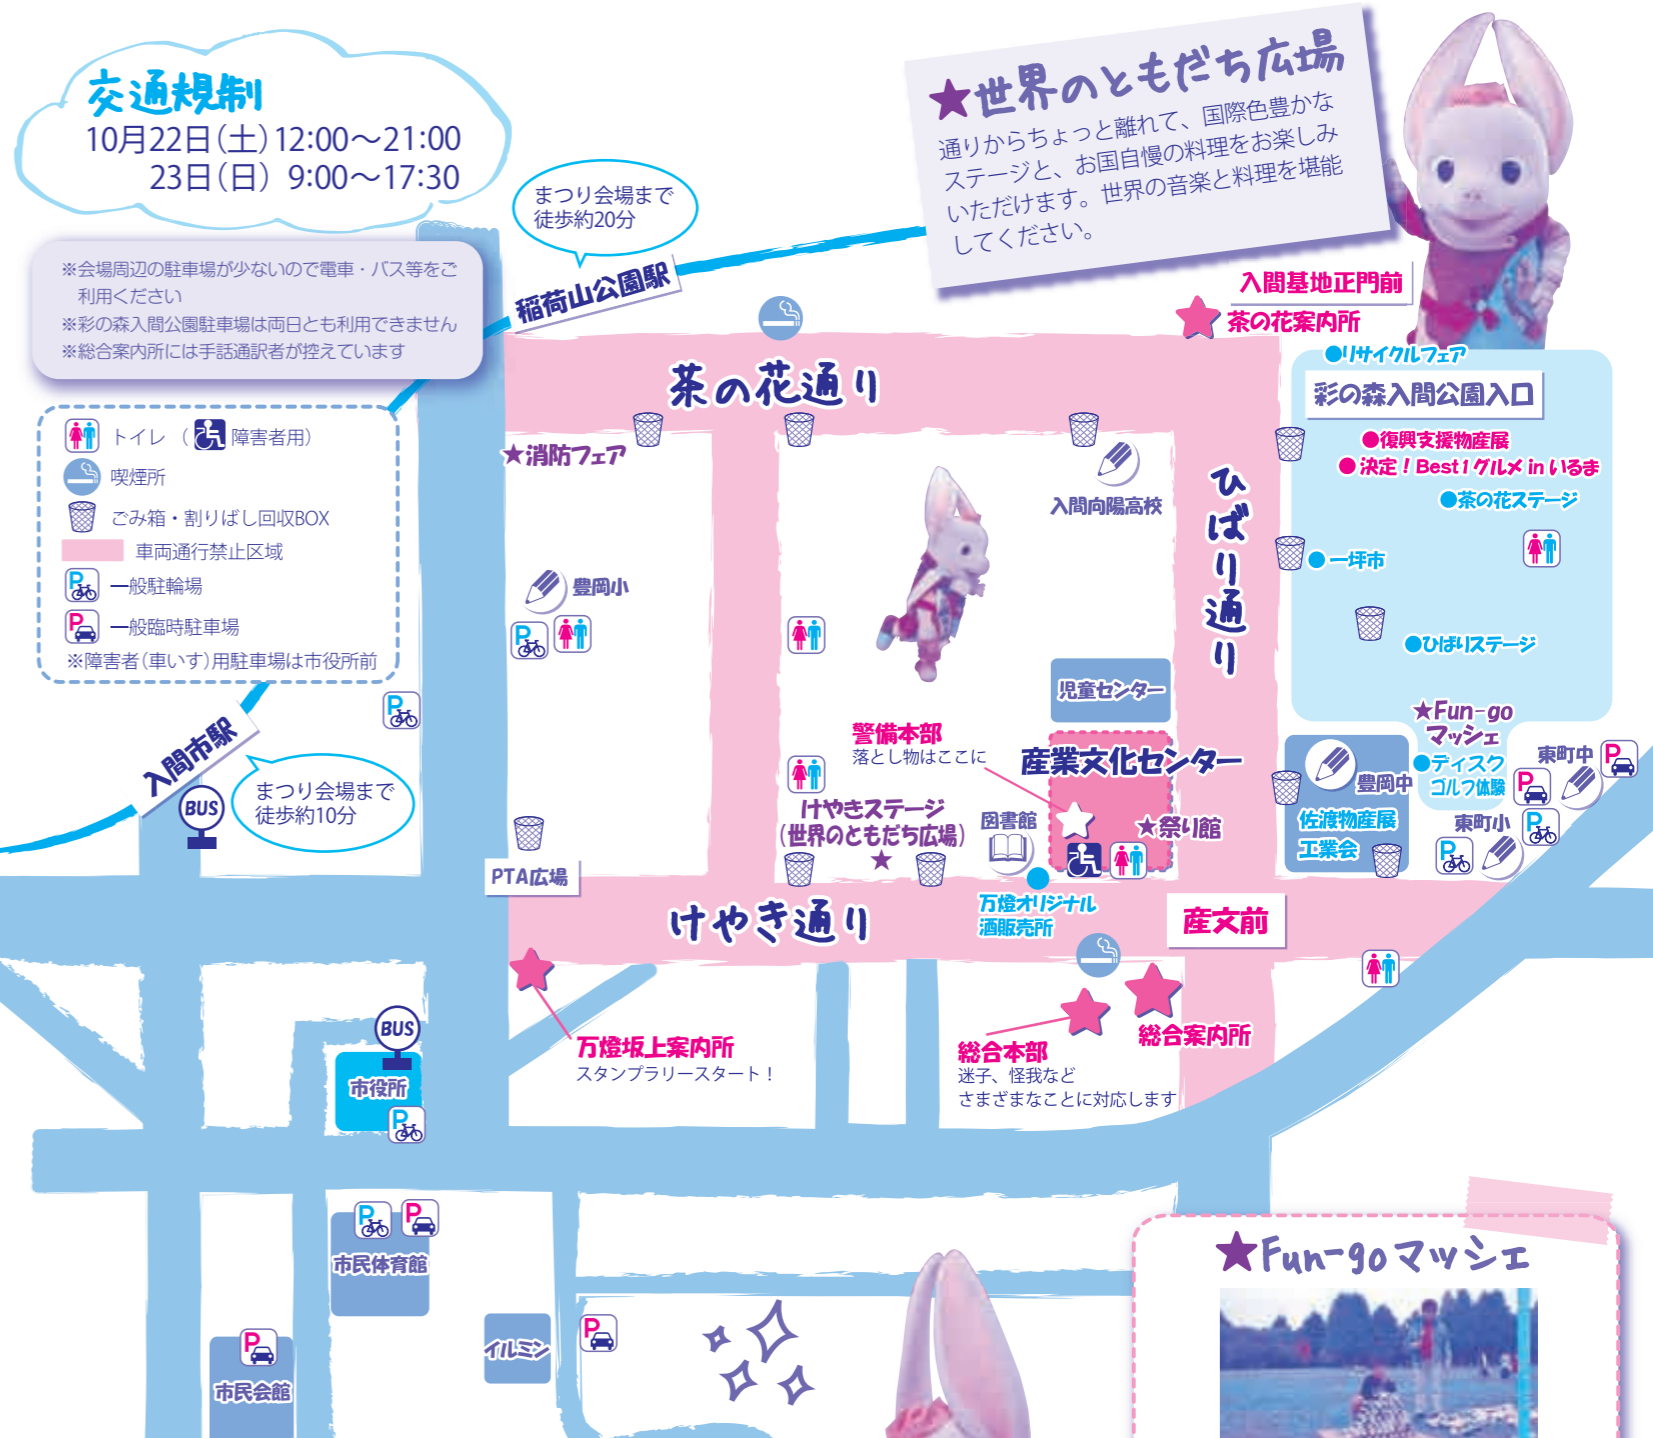 交通規制
10月22日(土)12:00～21:00
23日(日) 9:00～17:30
※会場周辺の駐車場が少ないので電車・バス等をご
利用ください
※彩の森入間公園駐車場は両日とも利用できません
※総合案内所には手話通訳者が控えています
トイレ （ 障害者用）
喫煙所
ごみ箱・割りばし回収BOX
車両通行禁止区域
P 一般駐輪場
P 一般臨時駐車場
※障害者(車いす)用駐車場は市役所前
まつり会場まで
徒歩約20分
稲荷山公園駅
★世界のともだち広場
通りからちょっと離れて、国際色豊かな
ステージと、お国自慢の料理をお楽しみ
いただけます。世界の音楽と料理を堪能
してください。
入間基地正門前
茶の花案内所
●リサイクルフェア
彩の森入間公園入口
●復興支援物産展
●決定！Best1グルメ in いるま
●茶の花ステージ
●一坪市
●ひばりステージ
★Fun-go
マッシェ
●ディスク
ゴルフ体験
茶の花通り
★消防フェア
入間向陽高校
ひばり通り
豊岡小
P
P
児童センター
警備本部
落とし物はここに
産業文化センター
★祭り館
けやきステージ
(世界のともだち広場)
★
図書館
万燈オリジナル
酒販売所
豊岡中
佐渡物産展
工業会
東町中
P
P
東町小
P
P
入間市駅
BUS
まつり会場まで
徒歩約10分
PTA広場
けやき通り
産文前
万燈坂上案内所
スタンプラリースタート！
総合本部
迷子、怪我など
さまざまなことに対応します
総合案内所
BUS
市役所
P
P
P
市民体育館
P
市民会館
イルミン
P
★Fun-goマッシェ